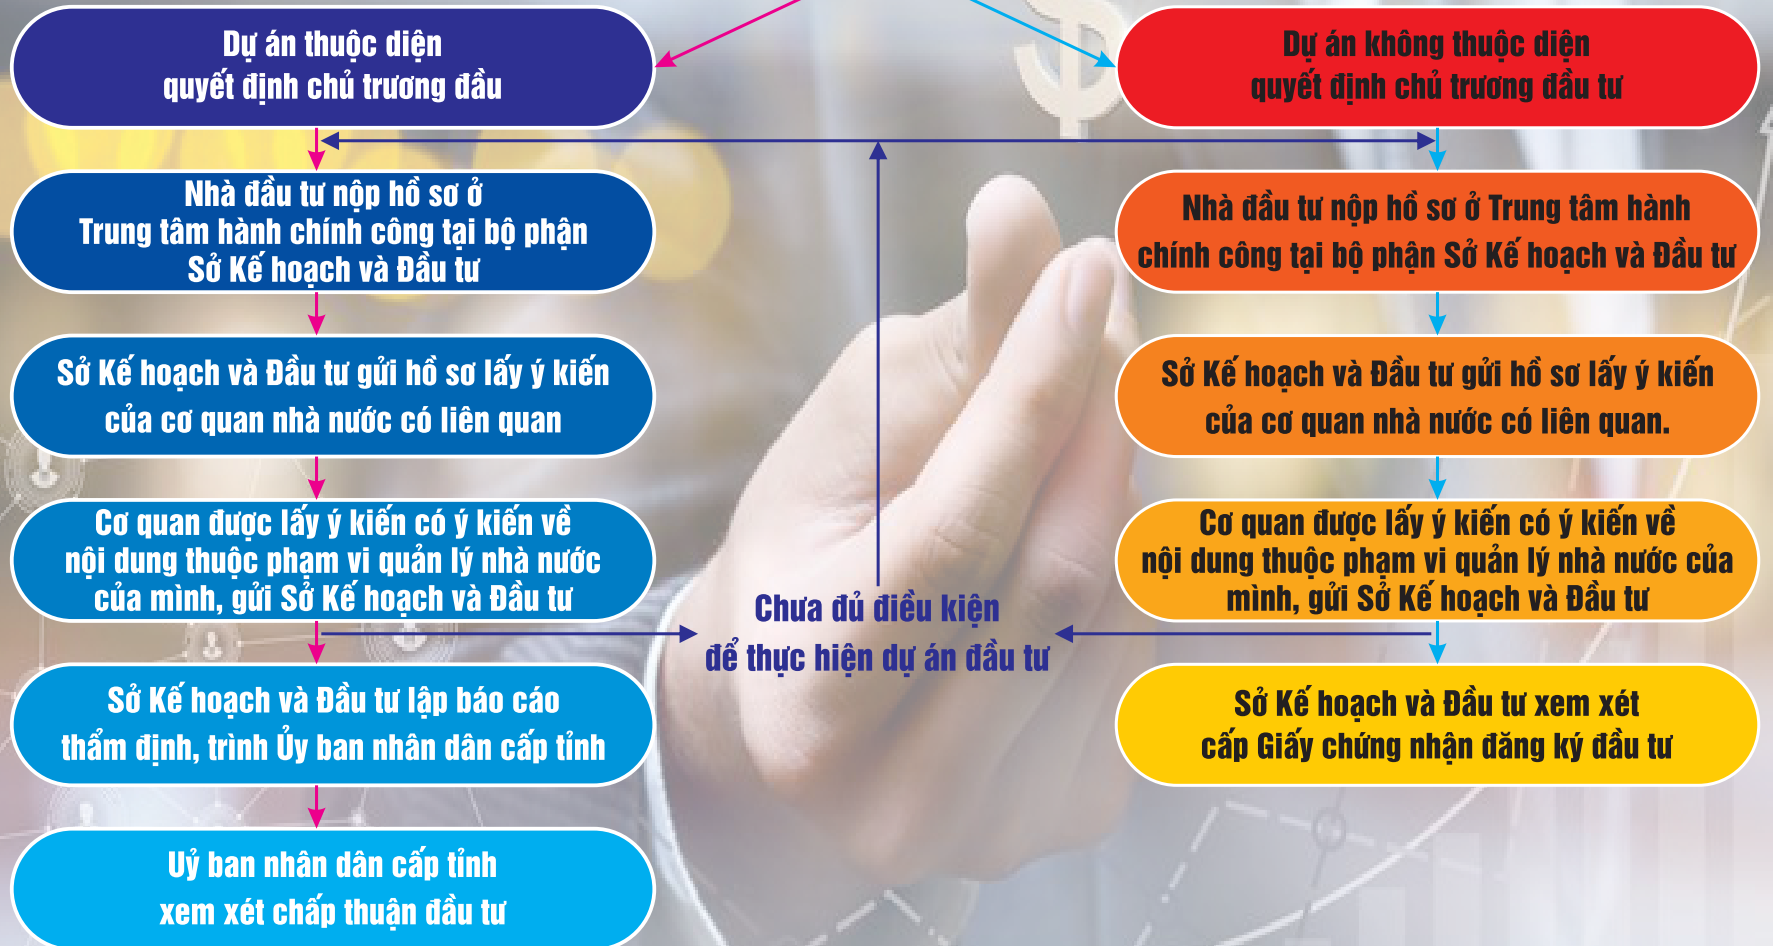 Dự án thuộc diện
quyết định chủ trương đầu
Nhà đầu tư nộp hồ sơ ở
Trung tâm hành chính công tại bộ phận
Sở Kế hoạch và Đầu tư
Sở Kế hoạch và Đầu tư gửi hồ sơ lấy ý kiến
của cơ quan nhà nước có liên quan
Cơ quan được lấy ý kiến có ý kiến về
nội dung thuộc phạm vi quản lý nhà nước
của mình, gửi Sở Kế hoạch và Đầu tư
Sở Kế hoạch và Đầu tư lập báo cáo
thẩm định, trình Ủy ban nhân dân cấp tỉnh
Uỷ ban nhân dân cấp tỉnh
xem xét chấp thuận đầu tư
Chưa đủ điều kiện
để thực hiện dự án đầu tư
Dự án không thuộc diện
quyết định chủ trương đầu tư
Nhà đầu tư nộp hồ sơ ở Trung tâm hành
chính công tại bộ phận Sở Kế hoạch và Đầu tư
Sở Kế hoạch và Đầu tư gửi hồ sơ lấy ý kiến
của cơ quan nhà nước có liên quan.
Cơ quan được lấy ý kiến có ý kiến về
nội dung thuộc phạm vi quản lý nhà nước của
mình, gửi Sở Kế hoạch và Đầu tư
Sở Kế hoạch và Đầu tư xem xét
cấp Giấy chứng nhận đăng ký đầu tư